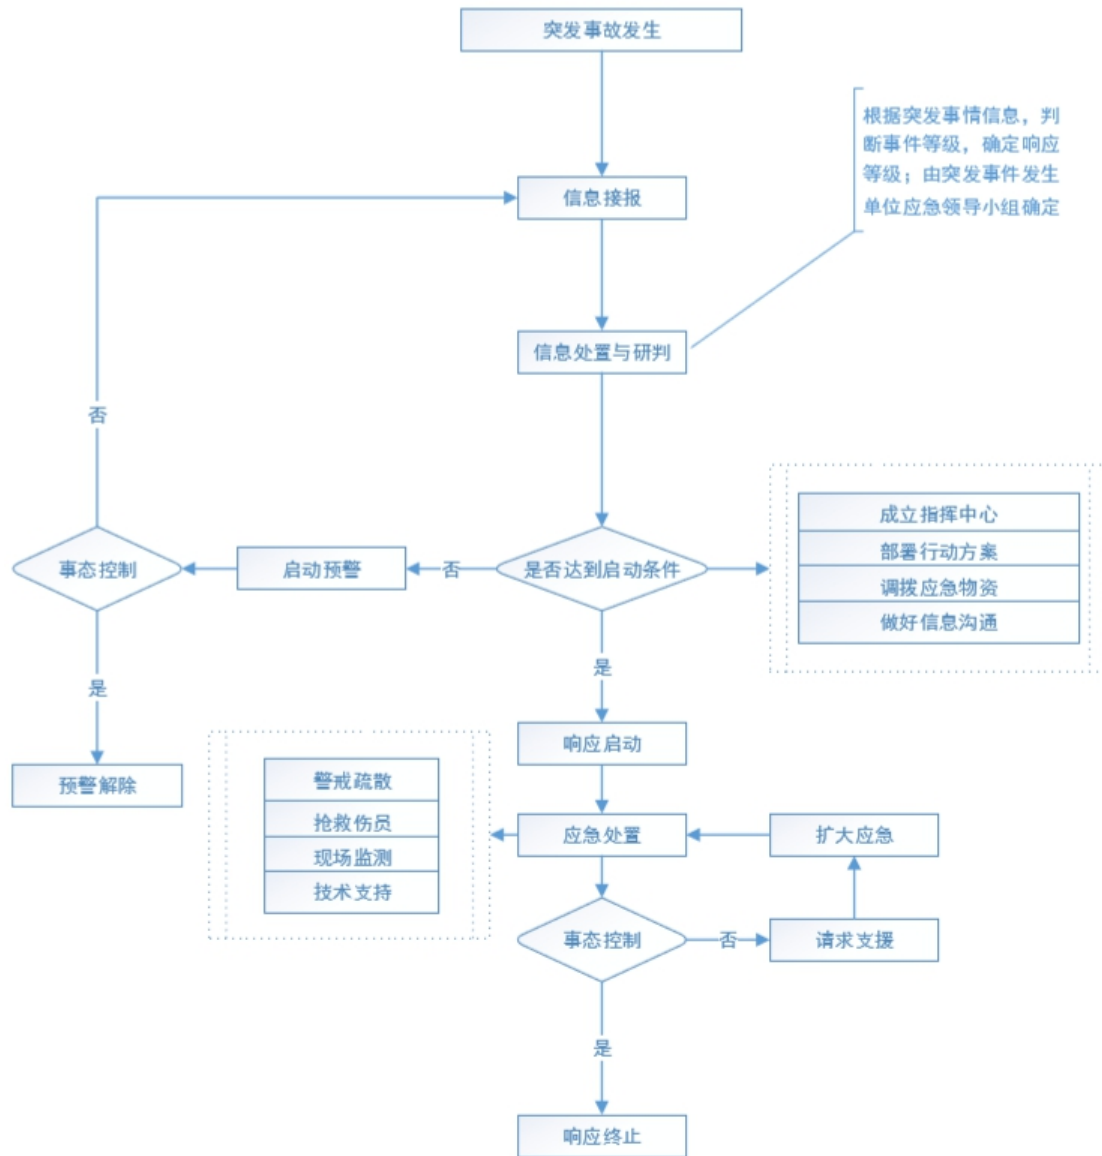 突发事故发生
根据突发事情信息，判
断事件等级，确定响应
等级；由突发事件发生
单位应急领导小组确定
信息接报
信息处置与研判
否
成立指挥中心
部署行动方案
调拨应急物资
做好信息沟通
事态控制
启动预警
否
是否达到启动条件
是
是
响应启动
预警解除
警戒疏散
抢救伤员
现场监测
技术支持
应急处置
扩大应急
事态控制
否
请求支援
是
响应终止